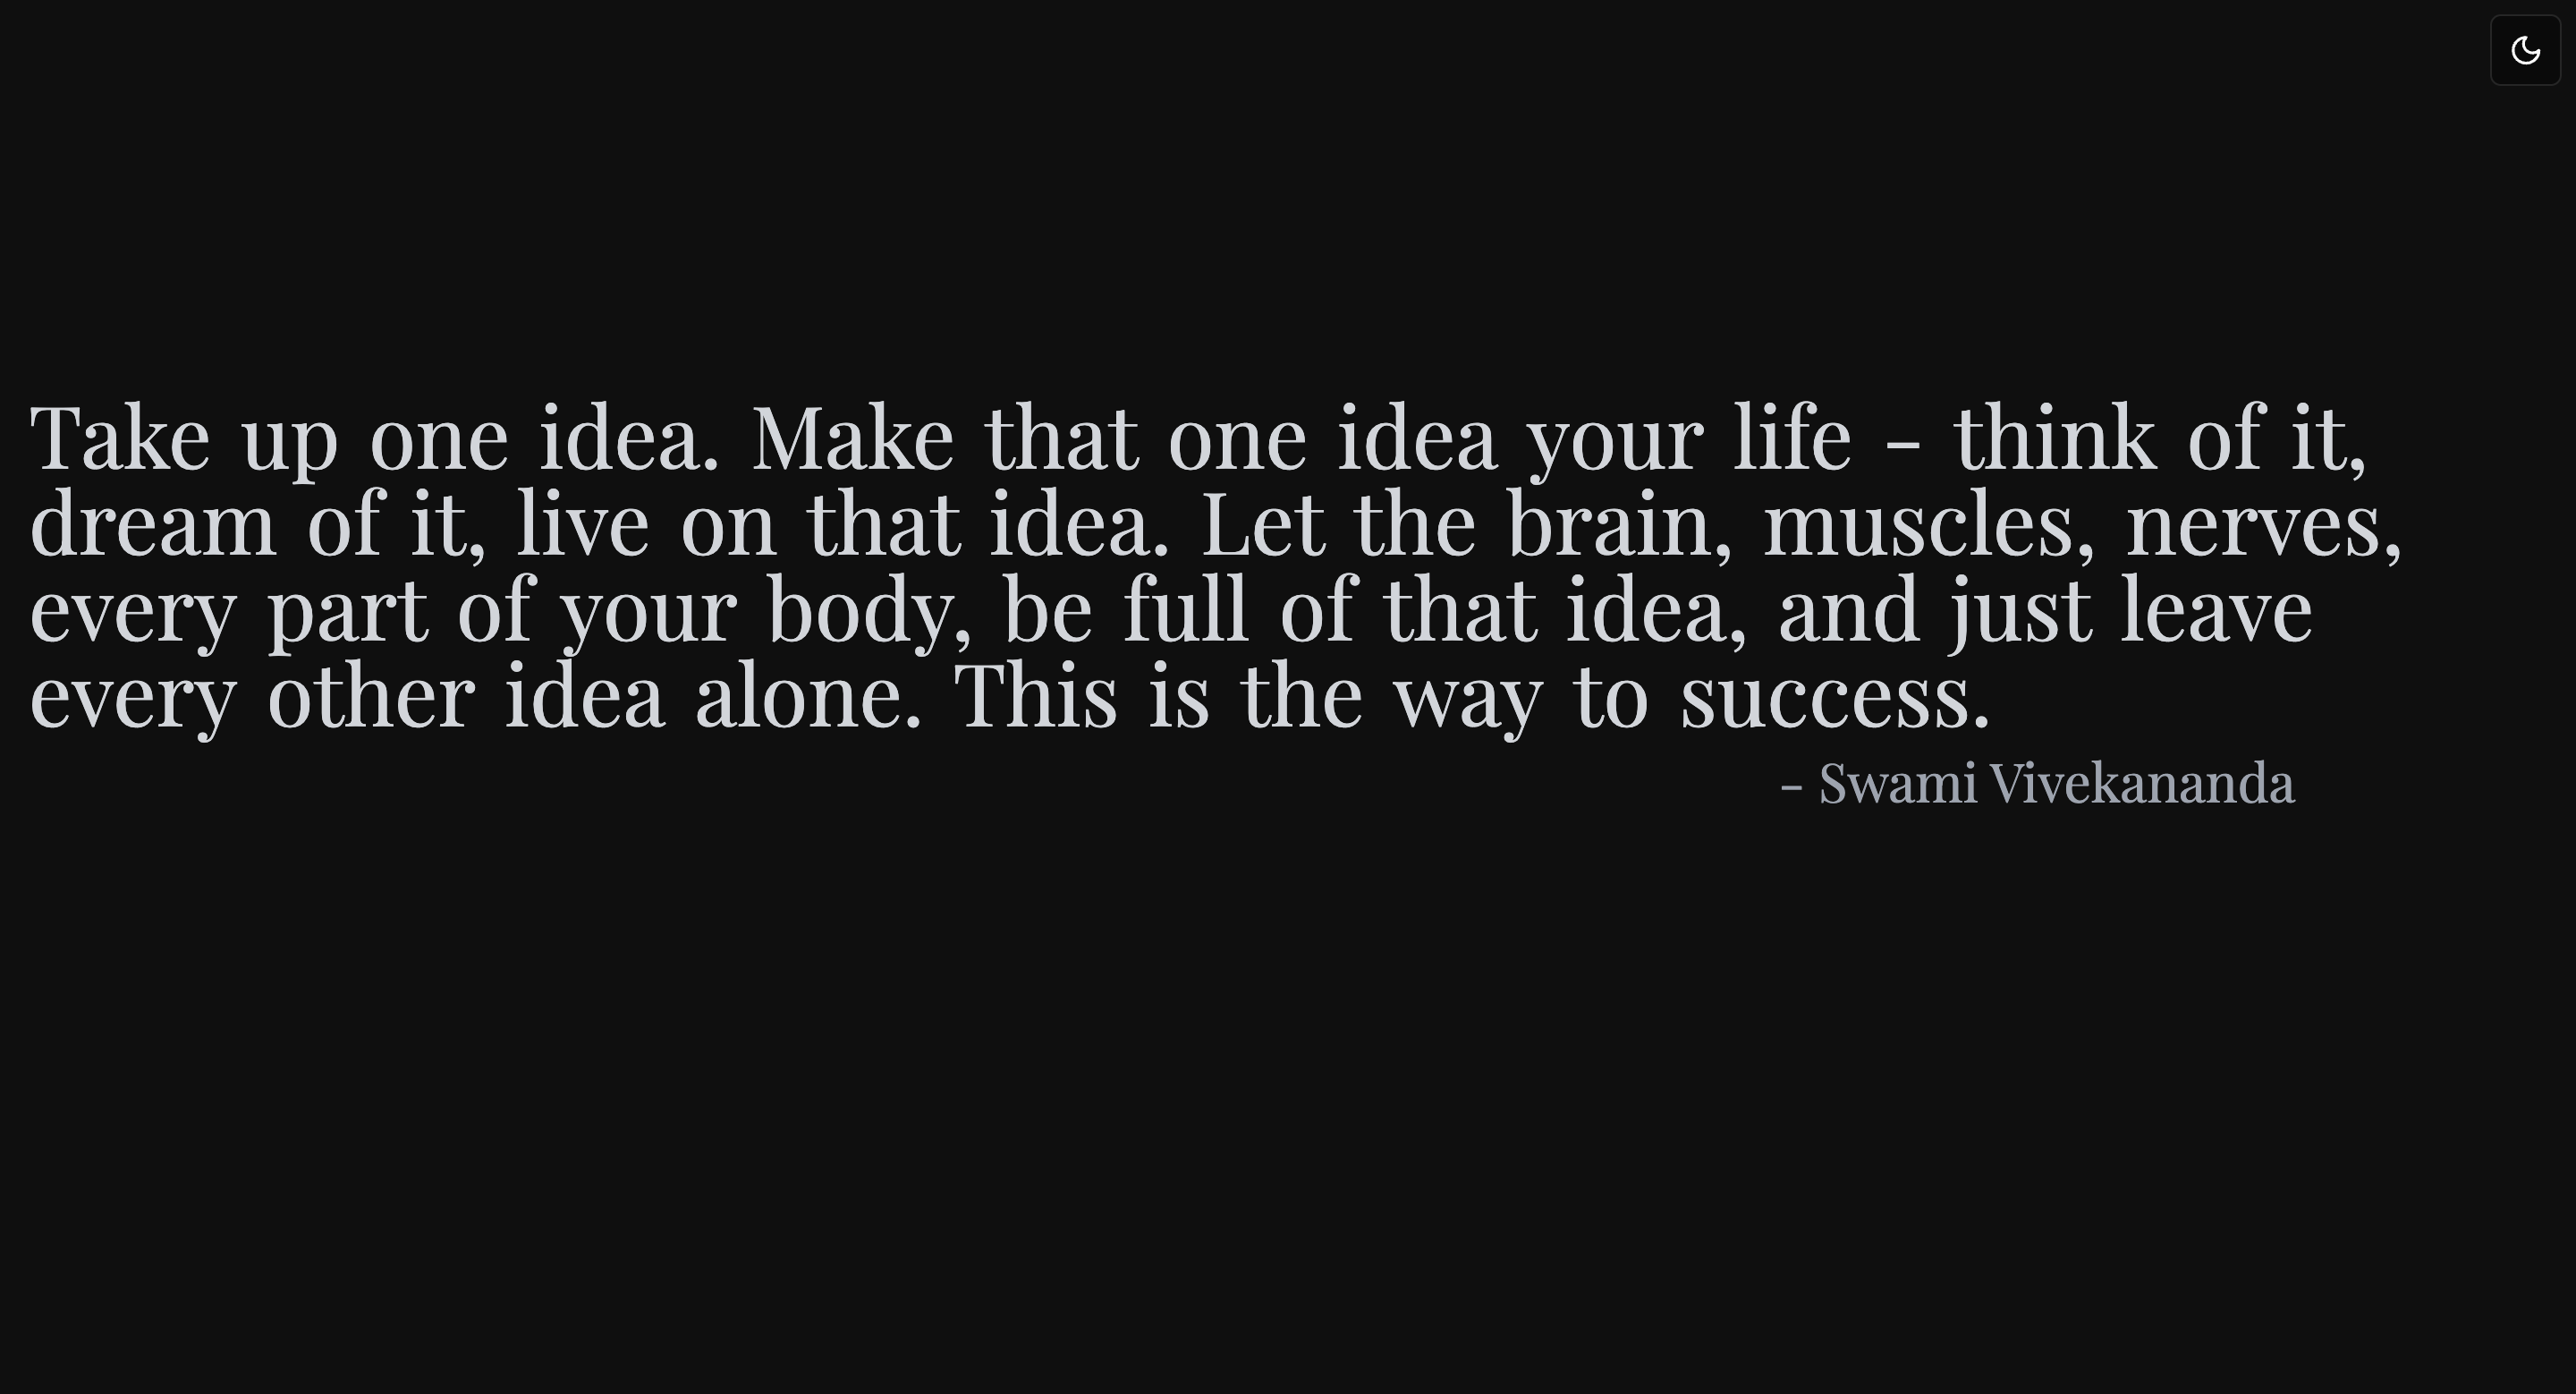 Take up one idea. Make that one idea your life – think of it,
dream of it, live on that idea. Let the brain, muscles, nerves,
every part of your body, be full of that idea, and just leave
every other idea alone. This is the way to success.
– Swami Vivekananda